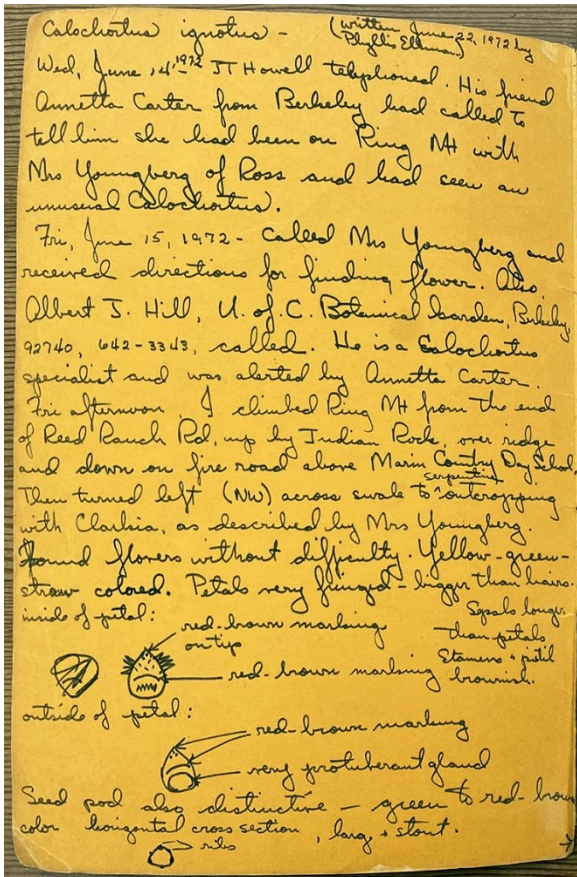 Calochortus ignotus - (written June 22, 1972 by
Phyllis Ellman)
Wed, June 14 - 1972 JT Howell telephoned. His friend
Annetta Carter from Berkeley had called to
tell him she had been on Ring Mt with
Mrs Youngberg of Ross and had seen an
unusual Calochortus.
Fri, June 15, 1972 - called Mrs Youngberg and
received directions for finding flower. Also
Albert J. Hill, U. of C. Botanical Garden, Berkeley,
92740, 642-3343, called. He is a Calochortus
specialist and was alerted by Annetta Carter.
Fri afternoon, I climbed Ring Mt from the end
of Reed Ranch Rd, up by Indian Rock, over ridge
and down on fire road above Marin Country Day School.
Then turned left (NW) across swale to serpentine outcropping
with Clarkia, as described by Mrs Youngberg.
Found flowers without difficulty. Yellow-green-
straw colored. Petals very fringed - bigger than hairs.
inside of petal:
red-brown marking
on tip
red-brown marking
Sepals longer
than petals
Stamens + pistil
brownish.
outside of petal:
red-brown marking
very protuberant gland
Seed pod also distinctive - green to red-brown
color horizontal cross section, large + stout.
ribs